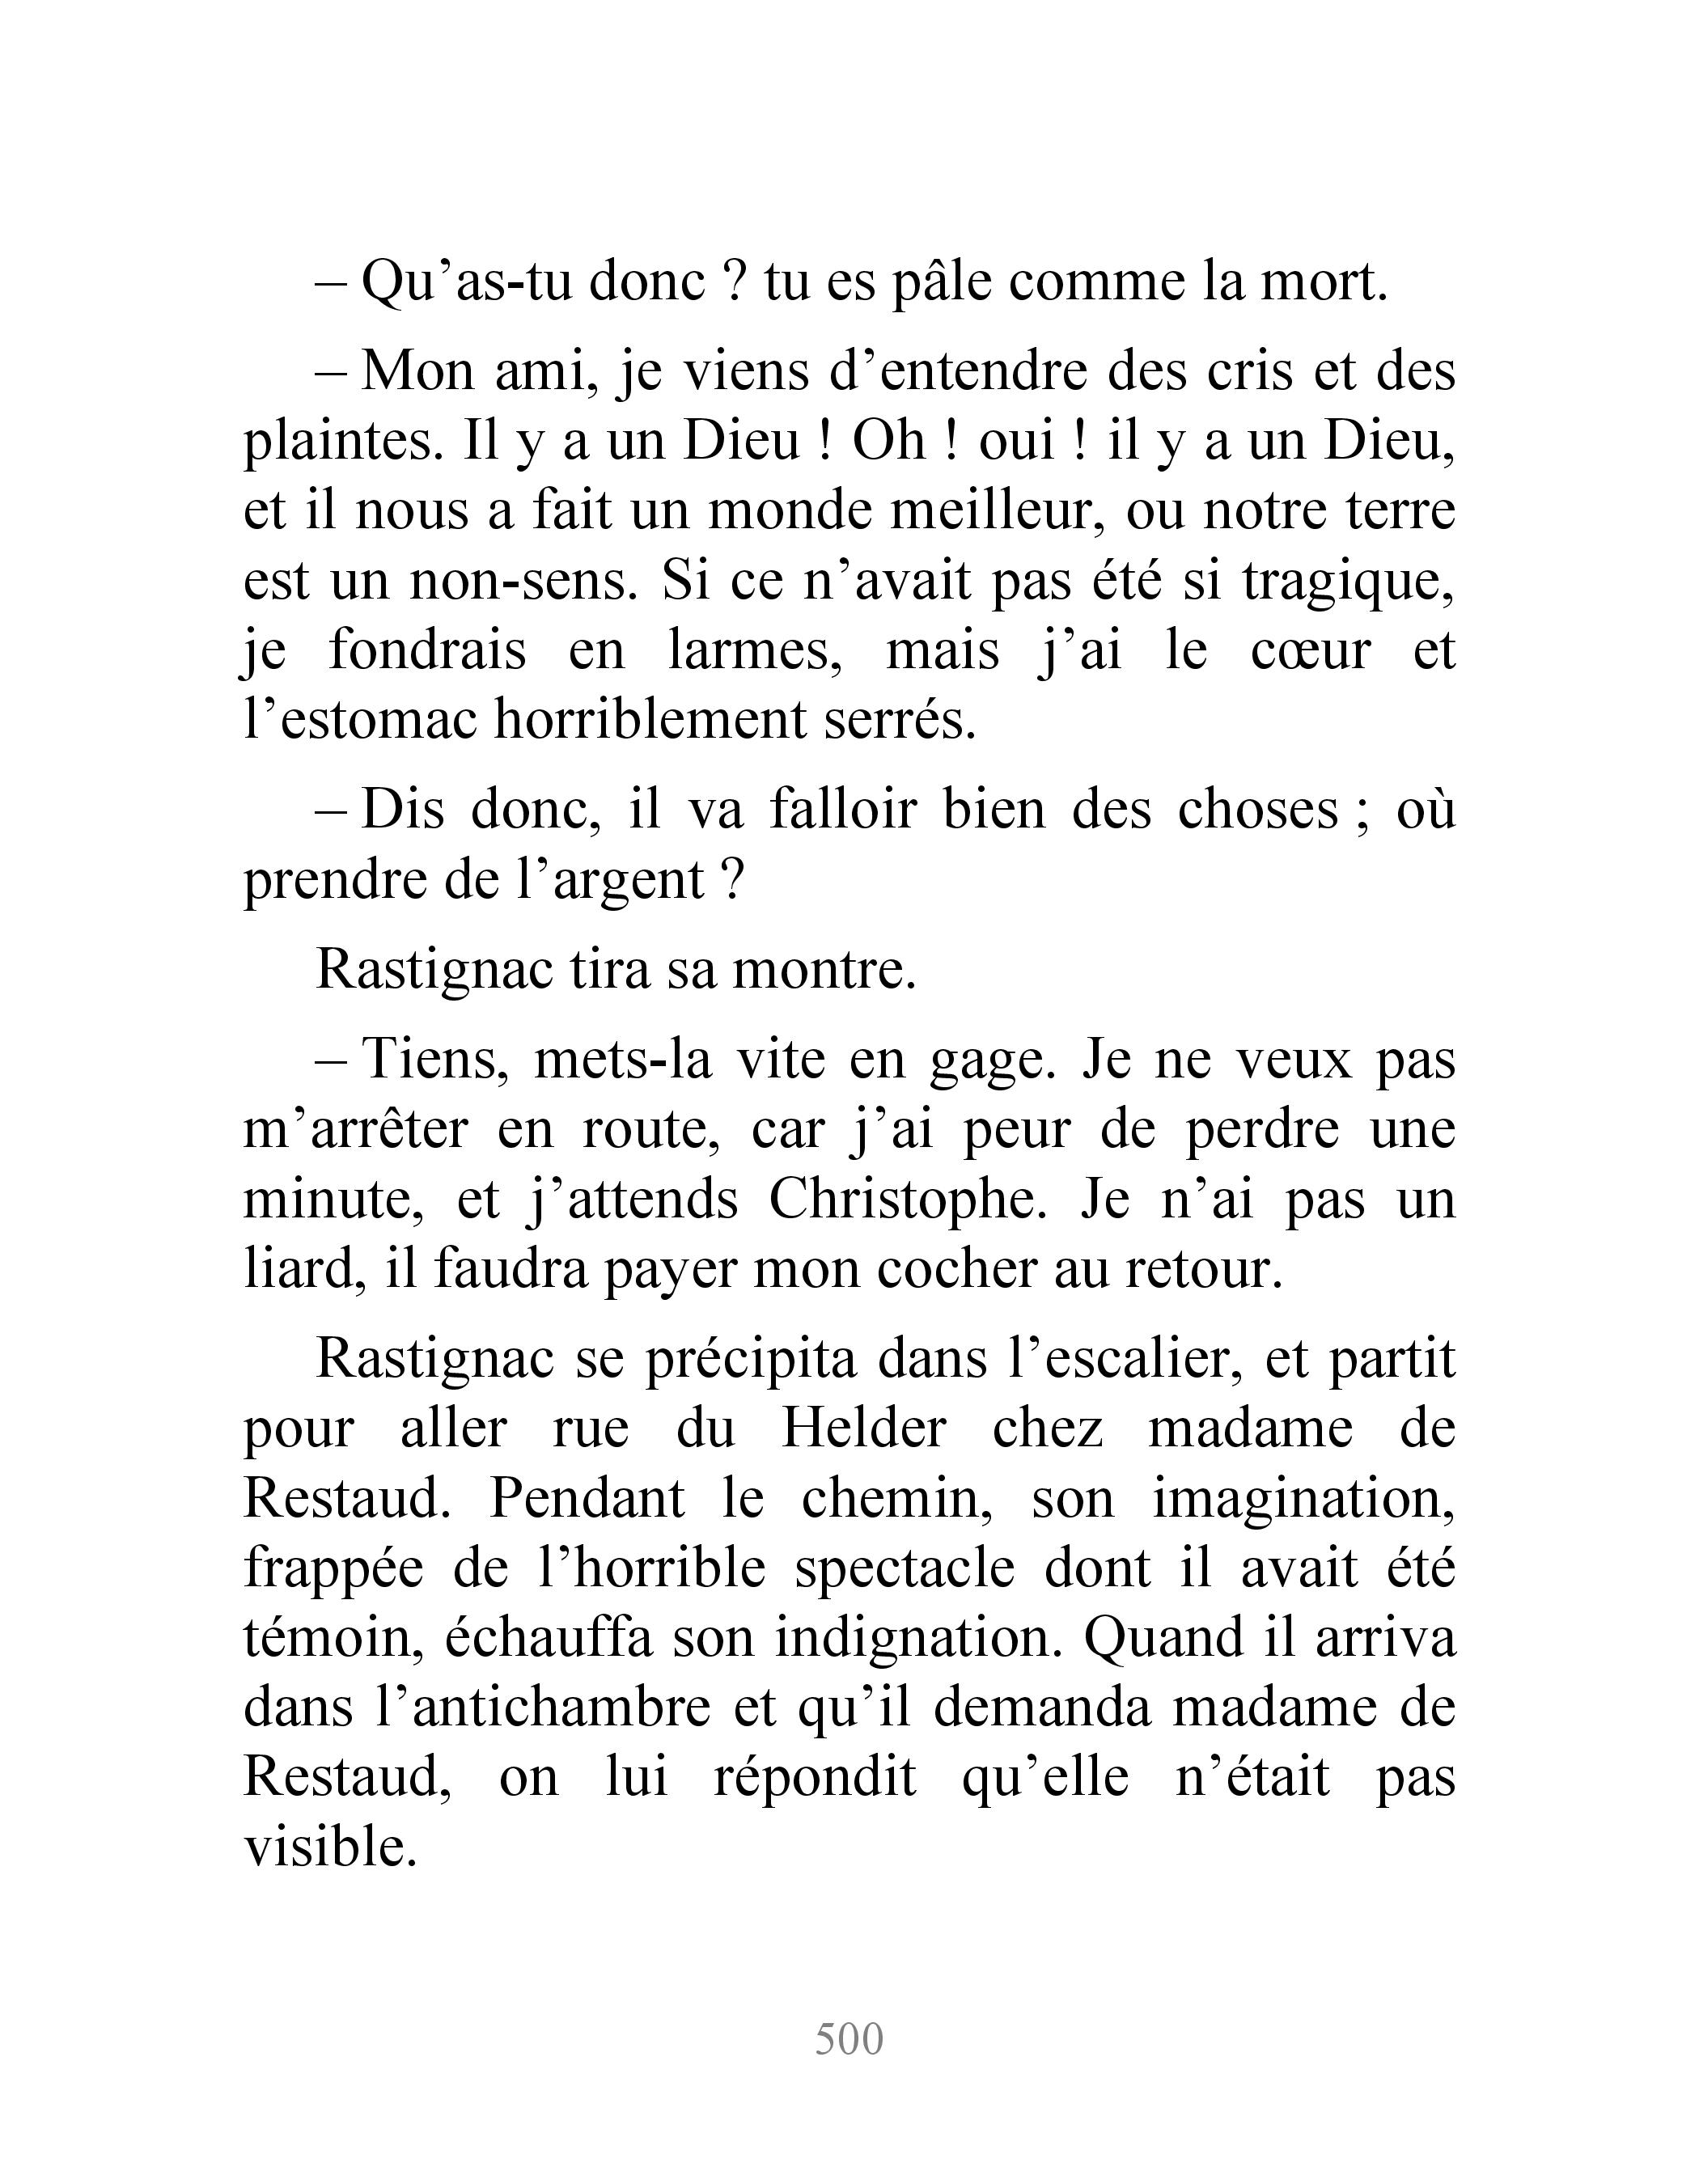 – Qu’as-tu donc ? tu es pâle comme la mort.
– Mon ami, je viens d’entendre des cris et des
plaintes. Il y a un Dieu ! Oh ! oui ! il y a un Dieu,
et il nous a fait un monde meilleur, ou notre terre
est un non-sens. Si ce n’avait pas été si tragique,
je fondrais en larmes, mais j’ai le cœur et
l’estomac horriblement serrés.
– Dis donc, il va falloir bien des choses ; où
prendre de l’argent ?
Rastignac tira sa montre.
– Tiens, mets-la vite en gage. Je ne veux pas
m’arrêter en route, car j’ai peur de perdre une
minute, et j’attends Christophe. Je n’ai pas un
liard, il faudra payer mon cocher au retour.
Rastignac se précipita dans l’escalier, et partit
pour aller rue du Helder chez madame de
Restaud. Pendant le chemin, son imagination,
frappée de l’horrible spectacle dont il avait été
témoin, échauffa son indignation. Quand il arriva
dans l’antichambre et qu’il demanda madame de
Restaud, on lui répondit qu’elle n’était pas
visible.
500